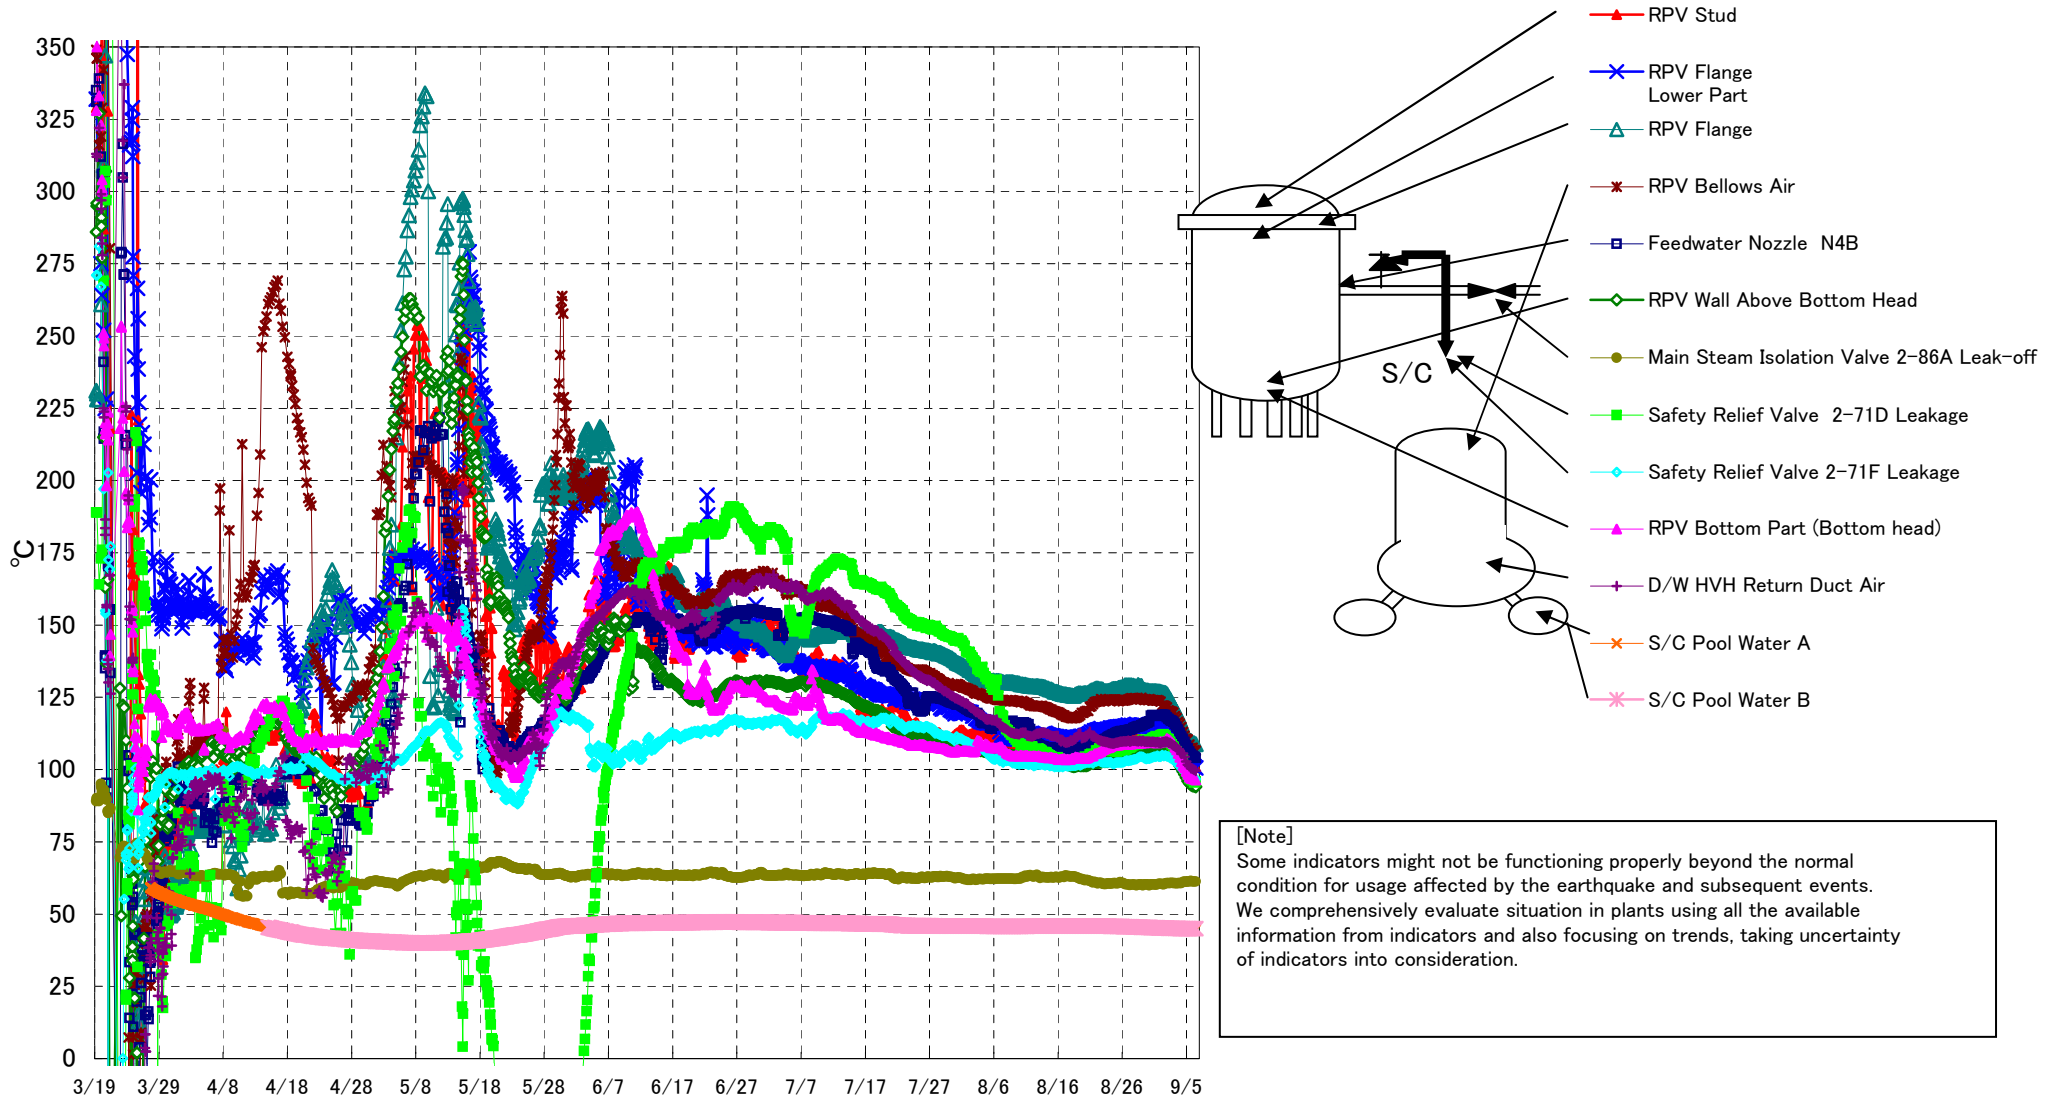 350
325
300
275
250
225
200
175
150
125
100
75
50
25
0
℃
3/19 3/29 4/8 4/18 4/28 5/8 5/18 5/28 6/7 6/17 6/27 7/7 7/17 7/27 8/6 8/16 8/26 9/5
RPV Stud
RPV Flange
Lower Part
RPV Flange
RPV Bellows Air
Feedwater Nozzle N4B
RPV Wall Above Bottom Head
Main Steam Isolation Valve 2-86A Leak-off
Safety Relief Valve 2-71D Leakage
Safety Relief Valve 2-71F Leakage
RPV Bottom Part (Bottom head)
D/W HVH Return Duct Air
S/C Pool Water A
S/C Pool Water B
S/C
[Note]
Some indicators might not be functioning properly beyond the normal
condition for usage affected by the earthquake and subsequent events.
We comprehensively evaluate situation in plants using all the available
information from indicators and also focusing on trends, taking uncertainty
of indicators into consideration.